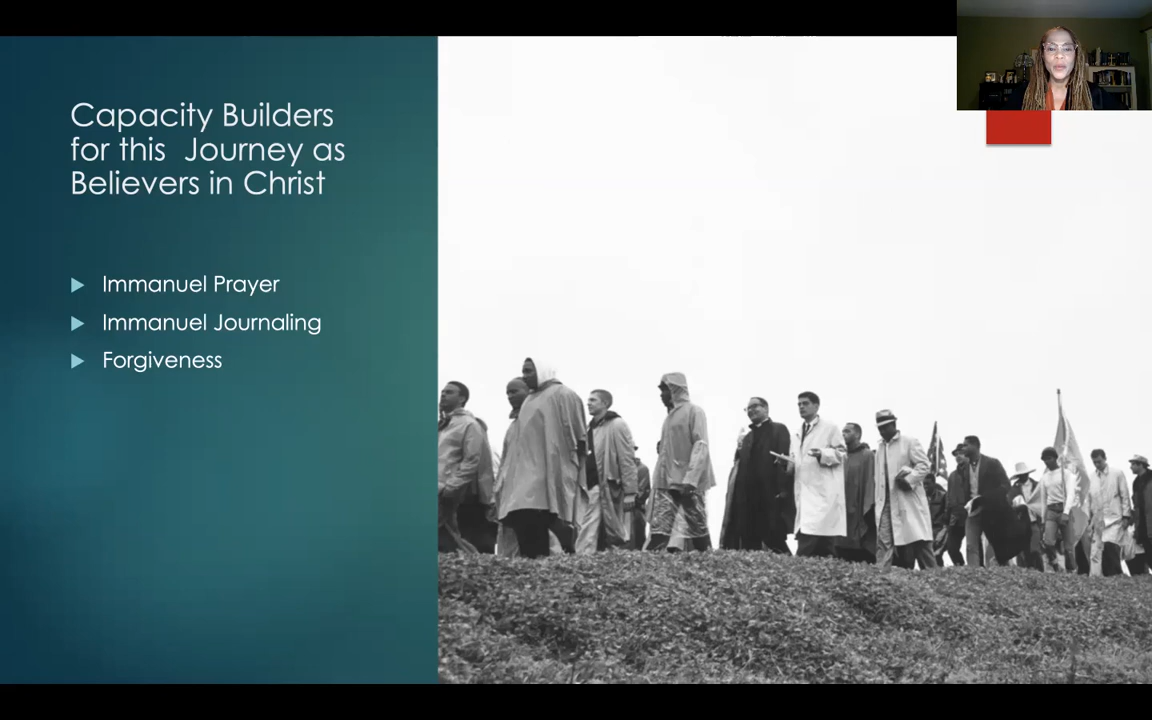 Capacity Builders
for this  Journey as
Believers in Christ
Immanuel Prayer
Immanuel Journaling
Forgiveness